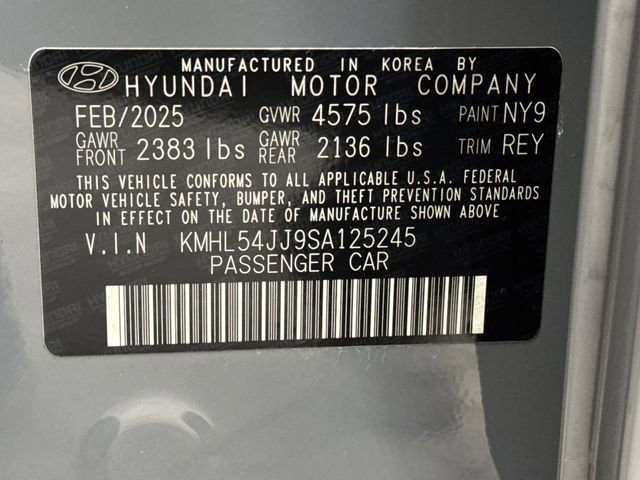 MANUFACTURED IN KOREA BY
HYUNDAI MOTOR COMPANY
FEB/2025 GVWR 4575 lbs PAINT NY9
GAWR FRONT 2383 lbs GAWR REAR 2136 lbs TRIM REY
THIS VEHICLE CONFORMS TO ALL APPLICABLE U.S.A. FEDERAL
MOTOR VEHICLE SAFETY, BUMPER, AND THEFT PREVENTION STANDARDS
IN EFFECT ON THE DATE OF MANUFACTURE SHOWN ABOVE.
V.I.N KMHL54JJ9SA125245
PASSENGER CAR